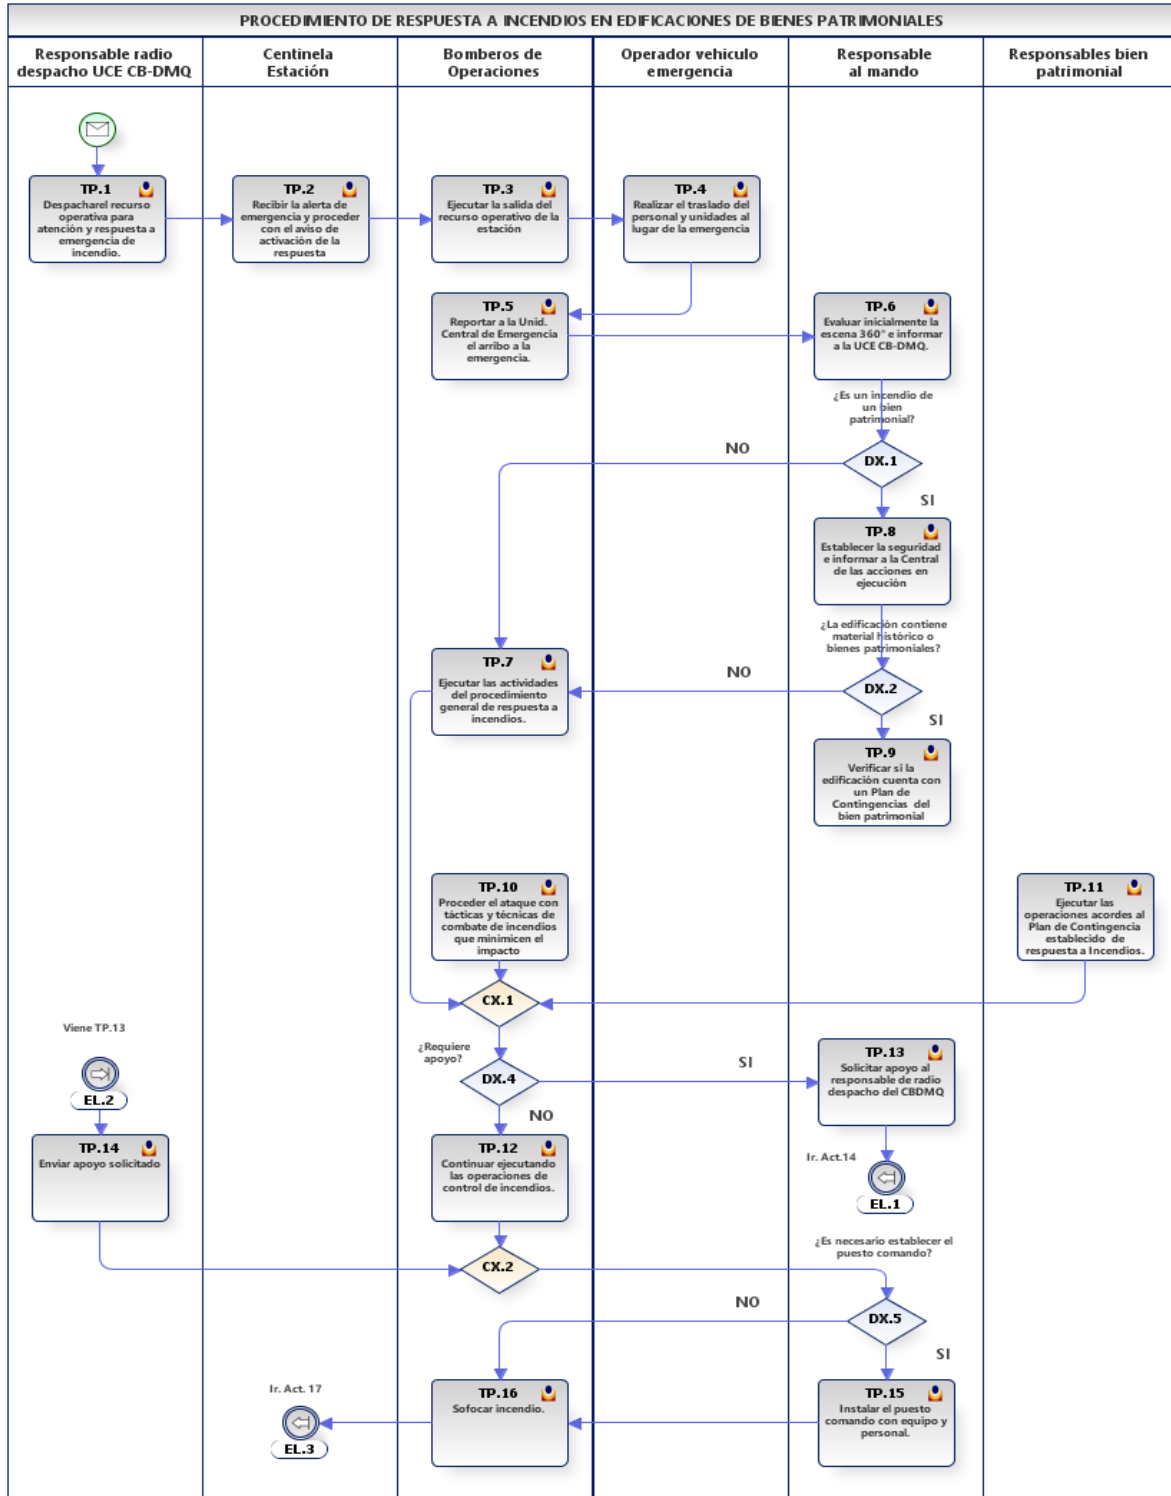 PROCEDIMIENTO DE RESPUESTA A INCENDIOS EN EDIFICACIONES DE BIENES PATRIMONIALES
Responsable radio
despacho UCE CB-DMQ
Centinela
Estación
Bomberos de
Operaciones
Operador vehiculo
emergencia
Responsable
al mando
Responsables bien
patrimonial
TP.1
Despacharel recurso
operativa para
atención y respuesta a
emergencia de
incendio.
TP.2
Recibir la alerta de
emergencia y proceder
con el aviso de
activación de la
respuesta
TP.3
Ejecutar la salida del
recurso operativo de la
estación
TP.4
Realizar el traslado del
personal y unidades al
lugar de la emergencia
TP.5
Reportar a la Unid.
Central de Emergencia
el arribo a la
emergencia.
TP.6
Evaluar inicialmente la
escena 360° e informar
a la UCE CB-DMQ.
¿Es un incendio de
un bien
patrimonial?
NO
DX.1
SI
TP.8
Establecer la seguridad
e informar a la Central
de las acciones en
ejecución
¿La edificación contiene
material histórico o
bienes patrimoniales?
TP.7
Ejecutar las actividades
del procedimiento
general de respuesta a
incendios.
NO
DX.2
SI
TP.9
Verificar si la
edificación cuenta con
un Plan de
Contingencias del
bien patrimonial
TP.10
Proceder el ataque con
tácticas y técnicas de
combate de incendios
que minimicen el
impacto
TP.11
Ejecutar las
operaciones acordes al
Plan de Contingencia
establecido de
respuesta a Incendios.
CX.1
Viene TP.13
EL.2
¿Requiere
apoyo?
DX.4
SI
NO
TP.13
Solicitar apoyo al
responsable de radio
despacho del CBDMQ
TP.14
Enviar apoyo solicitado
TP.12
Continuar ejecutando
las operaciones de
control de incendios.
Ir. Act.14
EL.1
¿Es necesario establecer el
puesto comando?
CX.2
NO
DX.5
SI
Ir. Act. 17
EL.3
TP.16
Sofocar incendio.
TP.15
Instalar el puesto
comando con equipo y
personal.